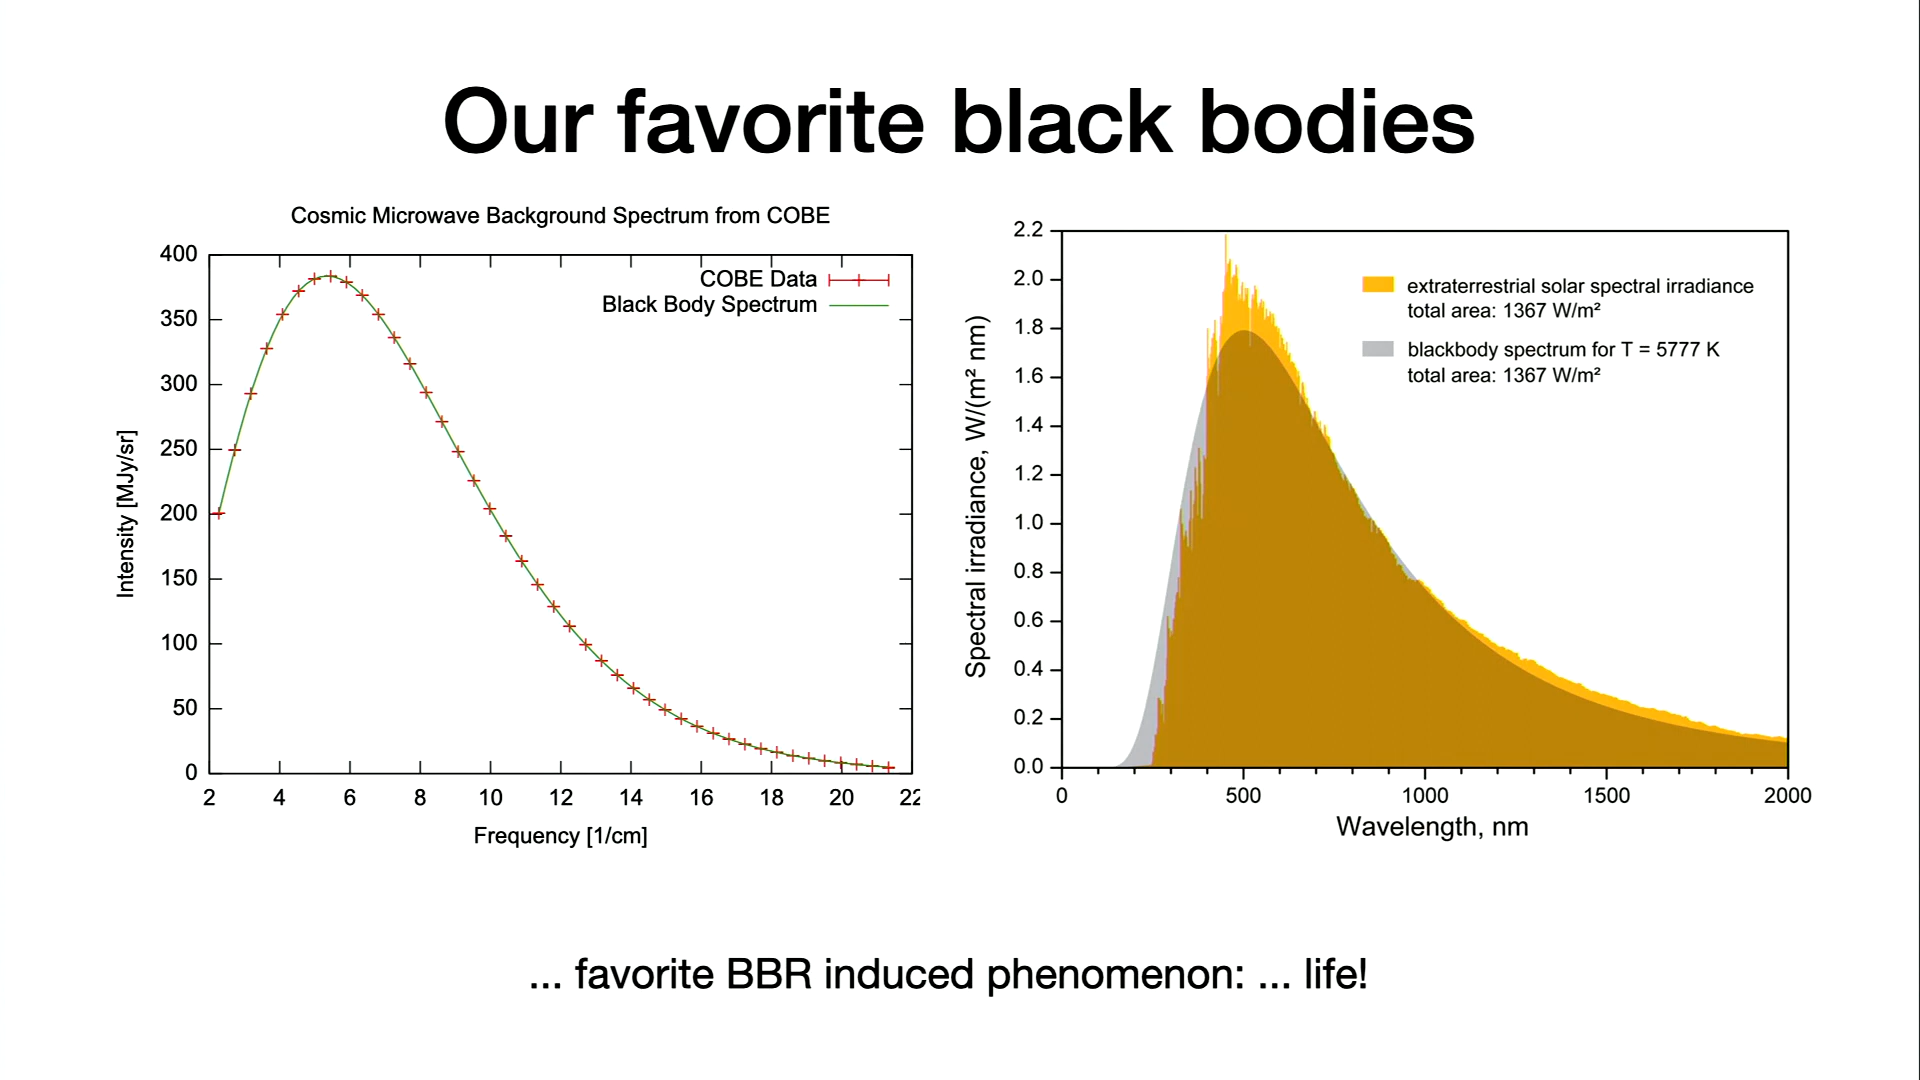 Our favorite black bodies
Cosmic Microwave Background Spectrum from COBE
COBE Data
Black Body Spectrum
Intensity [MJy/sr]
400
350
300
250
200
150
100
50
0
2 4 6 8 10 12 14 16 18 20 22
Frequency [1/cm]
extraterrestrial solar spectral irradiance
total area: 1367 W/m²
blackbody spectrum for T = 5777 K
total area: 1367 W/m²
Spectral irradiance, W/(m² nm)
2.2
2.0
1.8
1.6
1.4
1.2
1.0
0.8
0.6
0.4
0.2
0.0
0 500 1000 1500 2000
Wavelength, nm
... favorite BBR induced phenomenon: ... life!